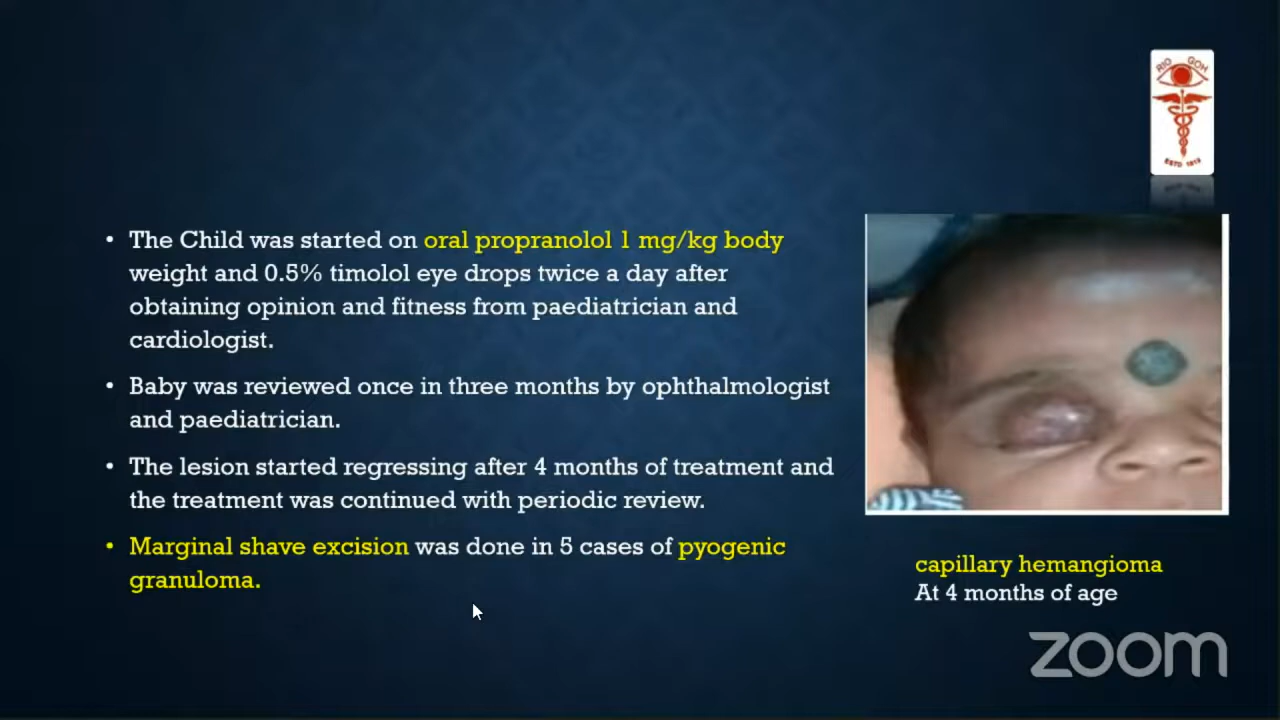 RIO GOH
ESTD 1819
• The Child was started on oral propranolol 1 mg/kg body
weight and 0.5% timolol eye drops twice a day after
obtaining opinion and fitness from paediatrician and
cardiologist.
• Baby was reviewed once in three months by ophthalmologist
and paediatrician.
• The lesion started regressing after 4 months of treatment and
the treatment was continued with periodic review.
• Marginal shave excision was done in 5 cases of pyogenic
granuloma.
capillary hemangioma
At 4 months of age
zoom